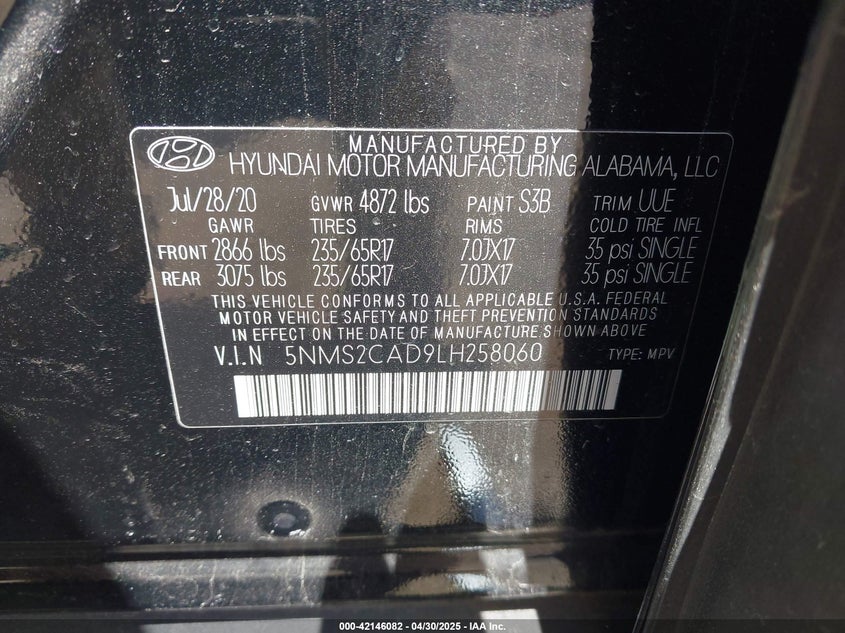 MANUFACTURED BY
HYUNDAI MOTOR MANUFACTURING ALABAMA, LLC
Jul/28/20 GVWR 4872 lbs PAINT S3B TRIM UUE
GAWR TIRES RIMS COLD TIRE INFL
FRONT 2866 lbs 235/65R17 7.0JX17 35 psi SINGLE
REAR 3075 lbs 235/65R17 7.0JX17 35 psi SINGLE
THIS VEHICLE CONFORMS TO ALL APPLICABLE U.S.A. FEDERAL
MOTOR VEHICLE SAFETY AND THEFT PREVENTION STANDARDS
IN EFFECT ON THE DATE OF MANUFACTURE SHOWN ABOVE
V.I.N 5NMS2CAD9LH258060 TYPE: MPV
000-42146082 - 04/30/2025 - IAA Inc.